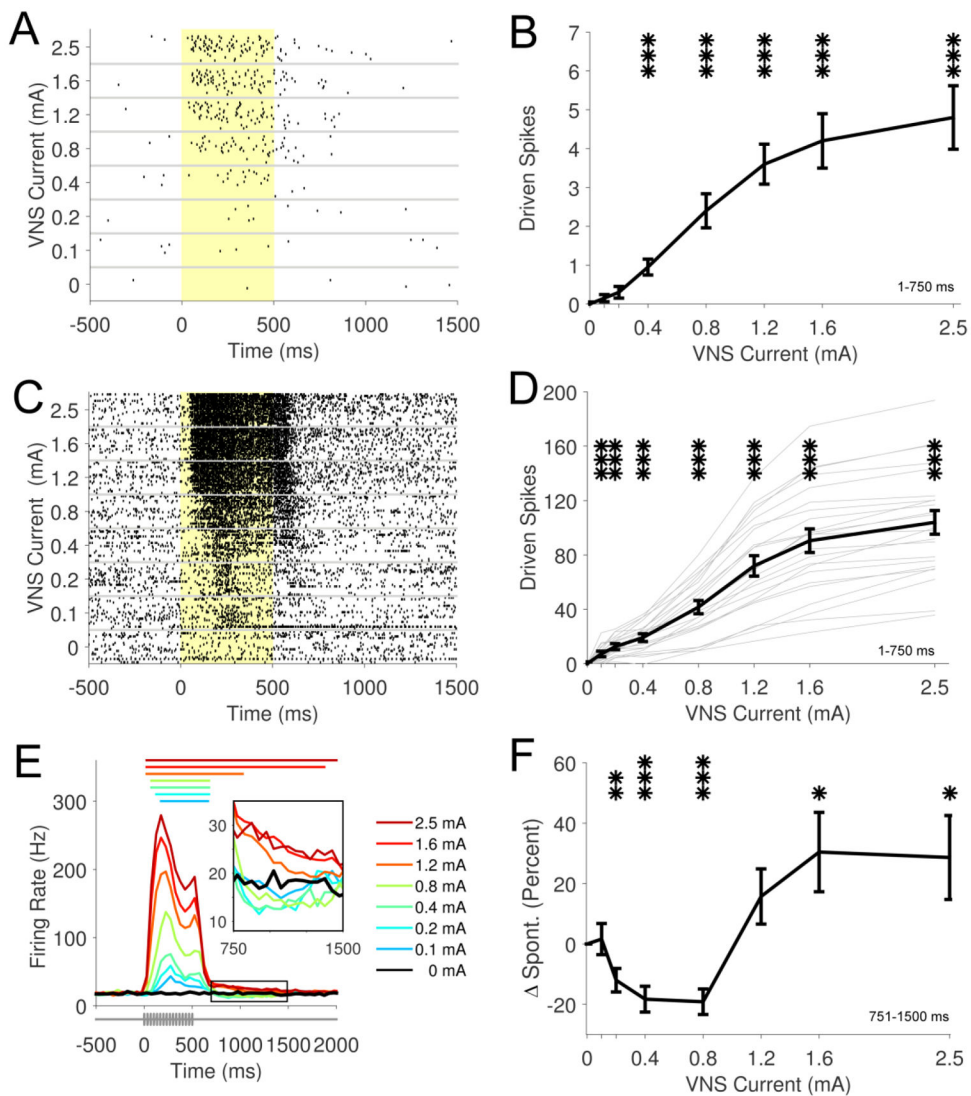 A
VNS Current (mA)
2.5
1.6
1.2
0.8
0.4
0.2
0.1
0
-500 0 500 1000 1500
Time (ms)
B
Driven Spikes
7
6
5
4
3
2
1
0
*** *** *** *** ***
1-750 ms
0 0.4 0.8 1.2 1.6 2.5
VNS Current (mA)
C
VNS Current (mA)
2.5
1.6
1.2
0.8
0.4
0.2
0.1
0
-500 0 500 1000 1500
Time (ms)
D
Driven Spikes
200
160
120
80
40
0
*** *** *** *** *** *** ***
1-750 ms
0 0.4 0.8 1.2 1.6 2.5
VNS Current (mA)
E
Firing Rate (Hz)
300
200
100
0
30
20
10
750 1500
2.5 mA
1.6 mA
1.2 mA
0.8 mA
0.4 mA
0.2 mA
0.1 mA
0 mA
-500 0 500 1000 1500 2000
Time (ms)
F
Δ Spont. (Percent)
60
40
20
0
-20
** *** *** * *
751-1500 ms
0 0.4 0.8 1.2 1.6 2.5
VNS Current (mA)